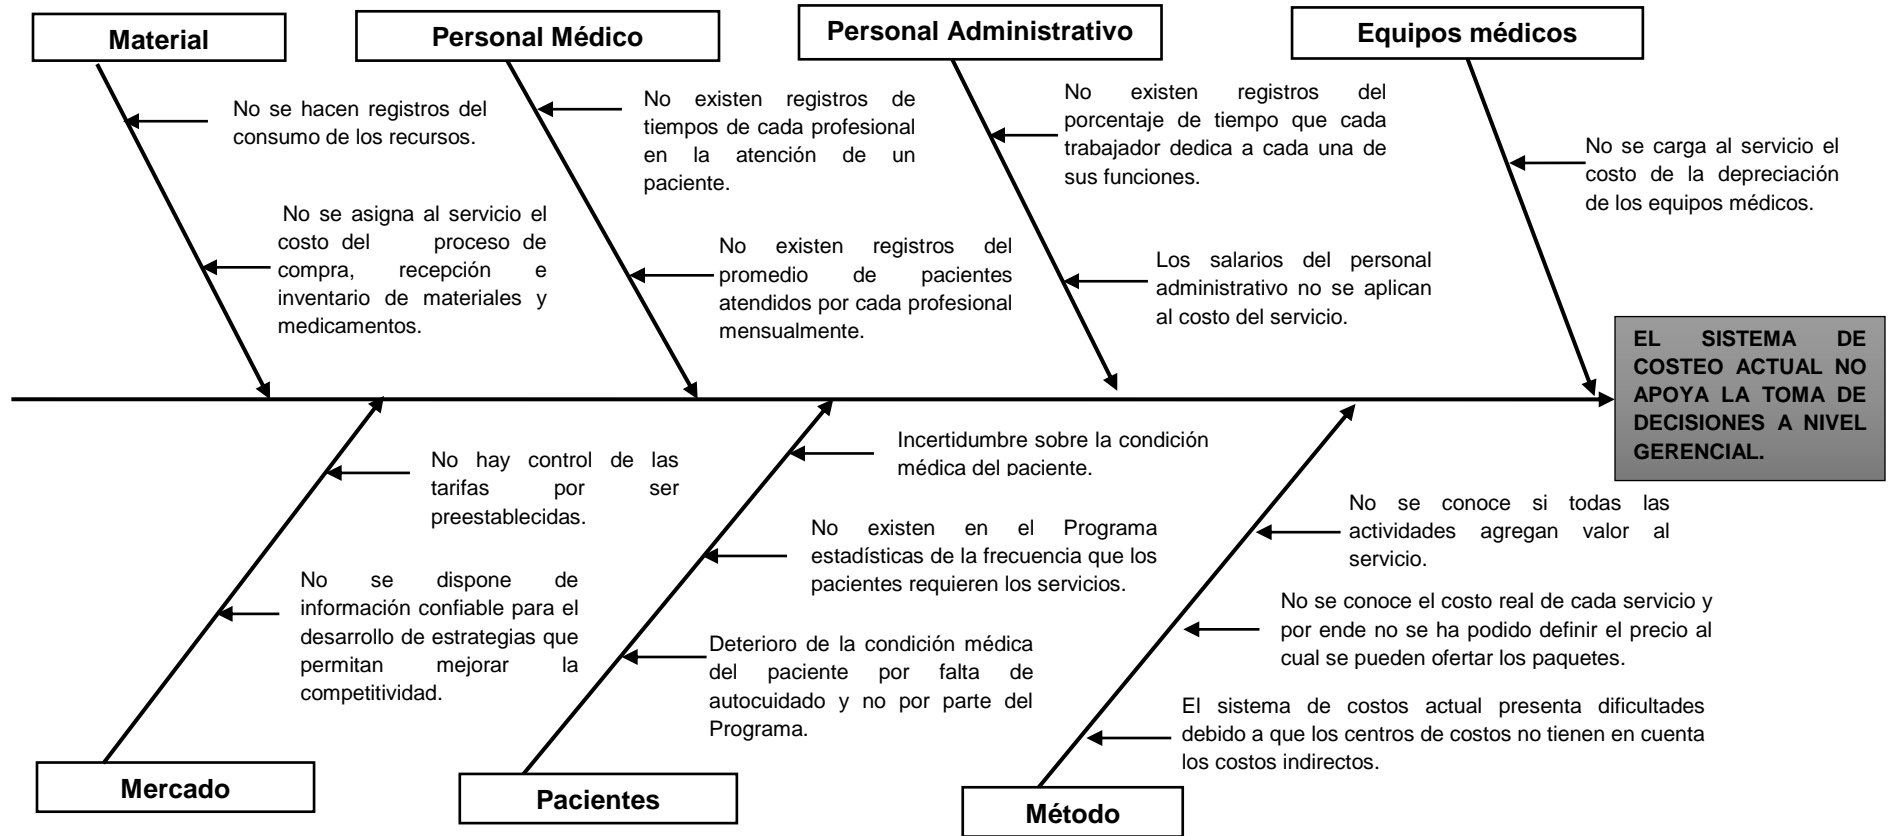 Material
Personal Médico
Personal Administrativo
Equipos médicos
No se hacen registros del
consumo de los recursos.
No se asigna al servicio el
costo del proceso de
compra, recepción e
inventario de materiales y
medicamentos.
No existen registros de
tiempos de cada profesional
en la atención de un
paciente.
No existen registros del
promedio de pacientes
atendidos por cada profesional
mensualmente.
No existen registros del
porcentaje de tiempo que cada
trabajador dedica a cada una de
sus funciones.
Los salarios del personal
administrativo no se aplican
al costo del servicio.
No se carga al servicio el
costo de la depreciación
de los equipos médicos.
EL SISTEMA DE
COSTEO ACTUAL NO
APOYA LA TOMA DE
DECISIONES A NIVEL
GERENCIAL.
No hay control de las
tarifas por ser
preestablecidas.
No se dispone de
información confiable para el
desarrollo de estrategias que
permitan mejorar la
competitividad.
Incertidumbre sobre la condición
médica del paciente.
No existen en el Programa
estadísticas de la frecuencia que los
pacientes requieren los servicios.
Deterioro de la condición médica
del paciente por falta de
autocuidado y no por parte del
Programa.
No se conoce si todas las
actividades agregan valor al
servicio.
No se conoce el costo real de cada servicio y
por ende no se ha podido definir el precio al
cual se pueden ofertar los paquetes.
El sistema de costos actual presenta dificultades
debido a que los centros de costos no tienen en cuenta
los costos indirectos.
Mercado
Pacientes
Método